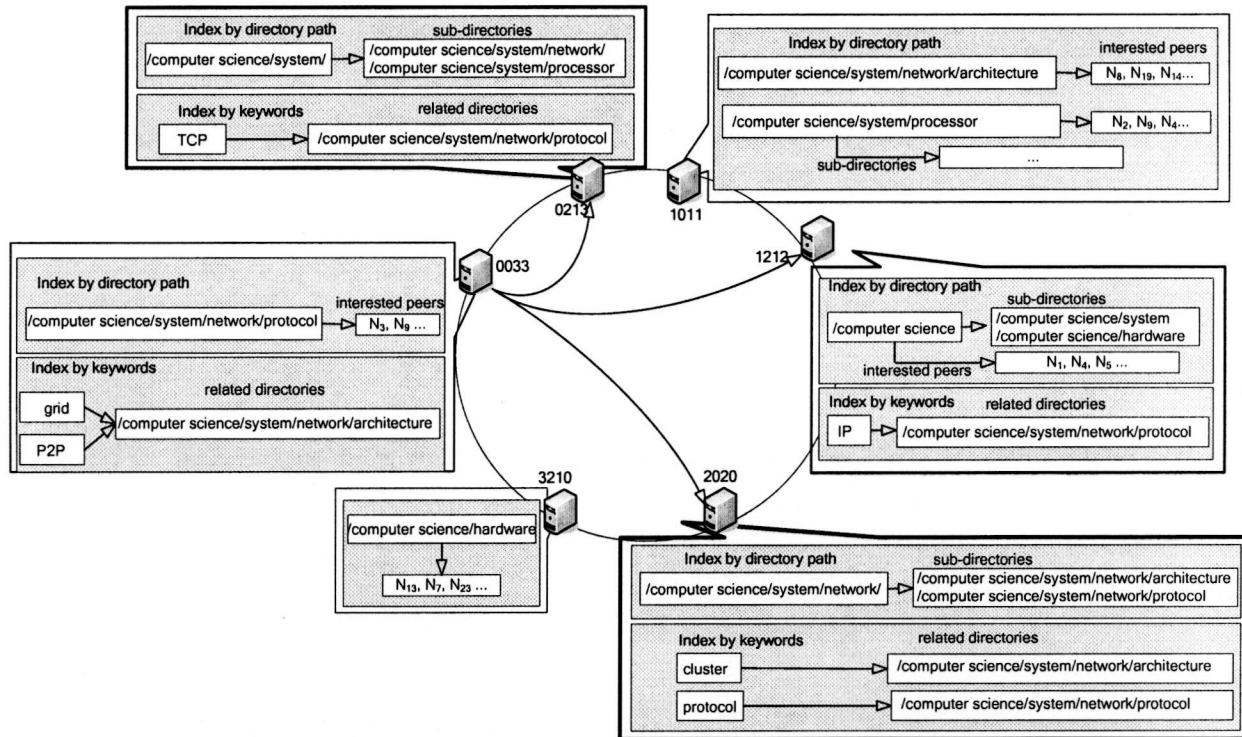 Index by directory path
sub-directories
/computer science/system/
/computer science/system/network/
/computer science/system/processor
Index by keywords
related directories
TCP
/computer science/system/network/protocol
0213
Index by directory path
interested peers
/computer science/system/network/architecture
N8, N19, N14...
/computer science/system/processor
N2, N9, N4...
sub-directories
...
1011
0033
Index by directory path
interested peers
/computer science/system/network/protocol
N3, N9 ...
Index by keywords
related directories
grid
P2P
/computer science/system/network/architecture
1212
Index by directory path
sub-directories
/computer science
/computer science/system
/computer science/hardware
interested peers
N1, N4, N5 ...
Index by keywords
related directories
IP
/computer science/system/network/protocol
3210
/computer science/hardware
N13, N7, N23 ...
2020
Index by directory path
sub-directories
/computer science/system/network/
/computer science/system/network/architecture
/computer science/system/network/protocol
Index by keywords
related directories
cluster
/computer science/system/network/architecture
protocol
/computer science/system/network/protocol